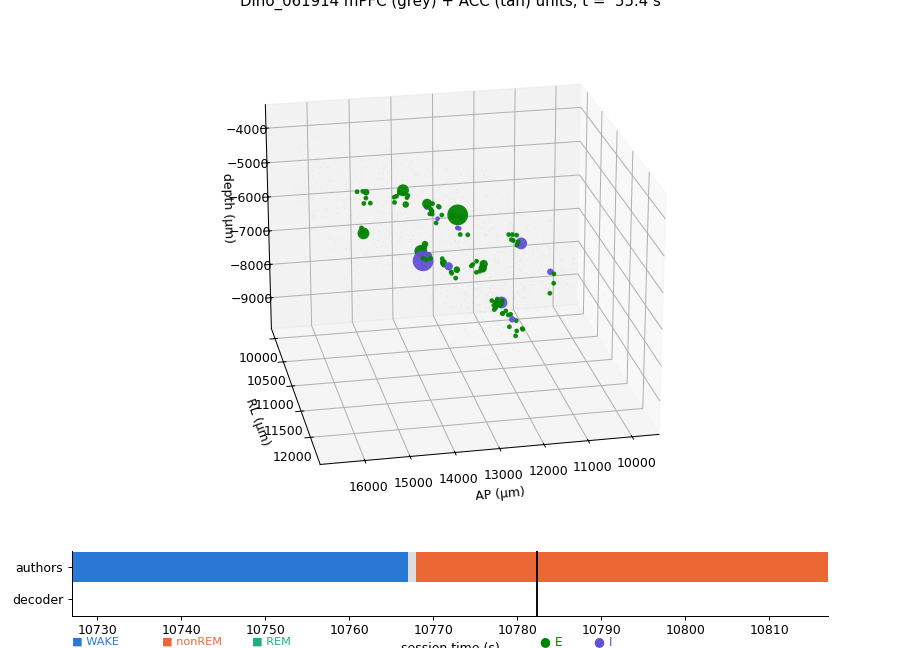 Dino_061914 mPFC (grey) + ACC (tan) units, t = 55.4 s
−4000
−5000
−6000
−7000
−8000
−9000
depth (μm)
10000
10500
11000
11500
12000
ML (μm)
16000 15000 14000 13000 12000 11000 10000
AP (μm)
authors
decoder
10730 10740 10750 10760 10770 10780 10790 10800 10810
session time (s)
WAKE nonREM REM E I